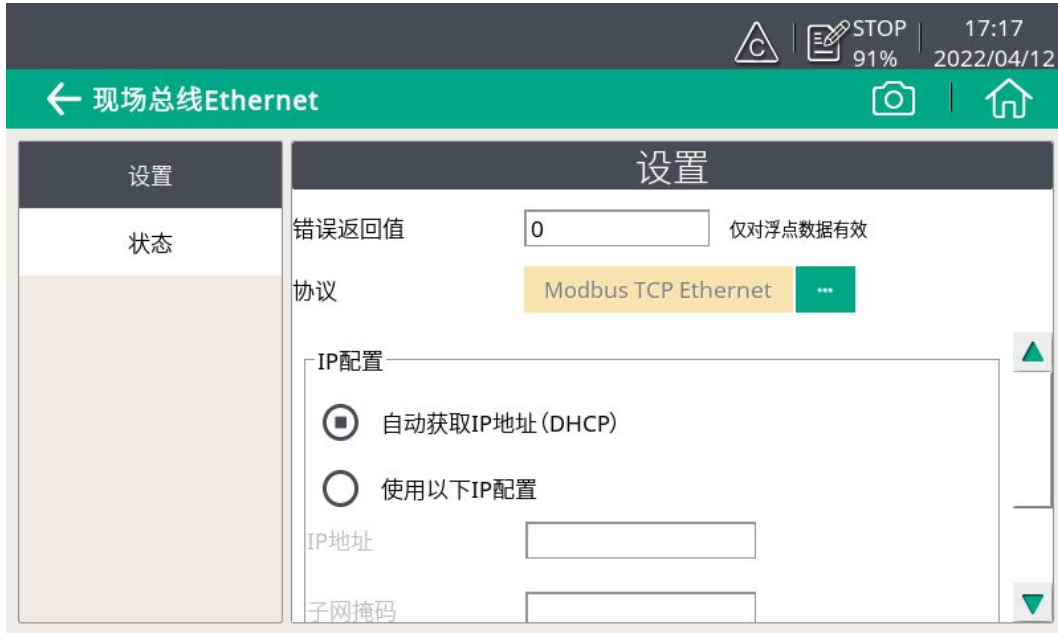 C STOP 17:17
91% 2022/04/12
现场总线Ethernet
设置
状态
设置
错误返回值 0 仅对浮点数据有效
协议 Modbus TCP Ethernet ...
IP配置
自动获取IP地址(DHCP)
使用以下IP配置
IP地址
子网掩码